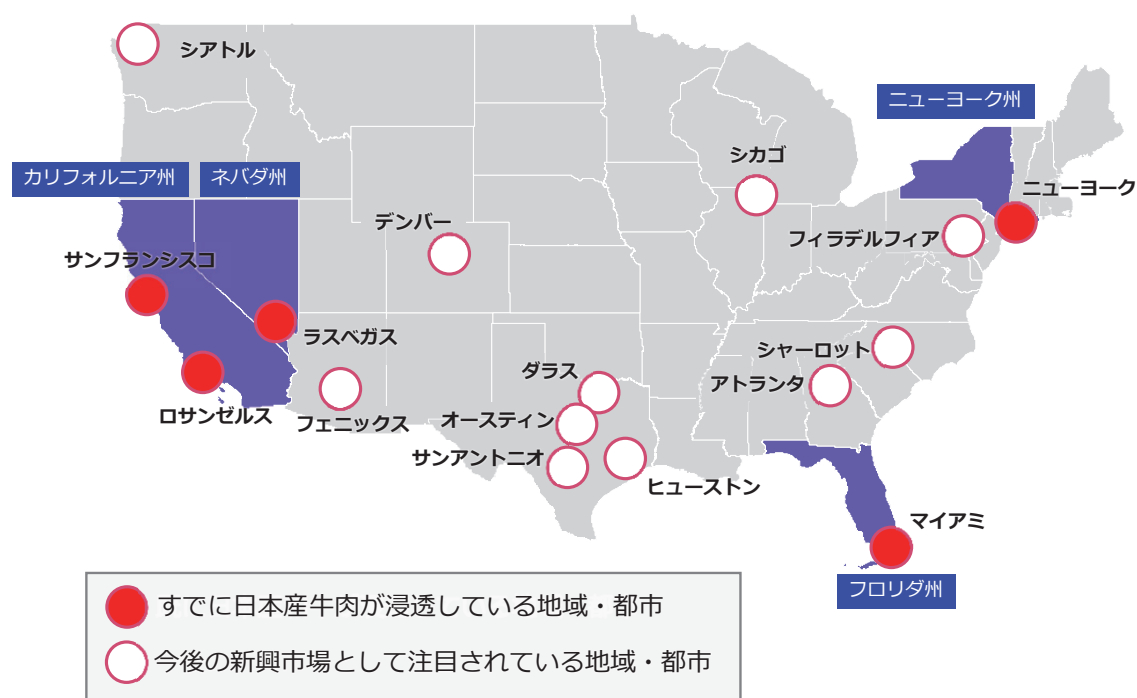 シアトル
ニューヨーク州
シカゴ
カリフォルニア州
ネバダ州
ニューヨーク
デンバー
フィラデルフィア
サンフランシスコ
ラスベガス
シャーロット
ダラス
アトランタ
ロサンゼルス
フェニックス
オースティン
サンアントニオ
ヒューストン
マイアミ
フロリダ州
すでに日本産牛肉が浸透している地域・都市
今後の新興市場として注目されている地域・都市